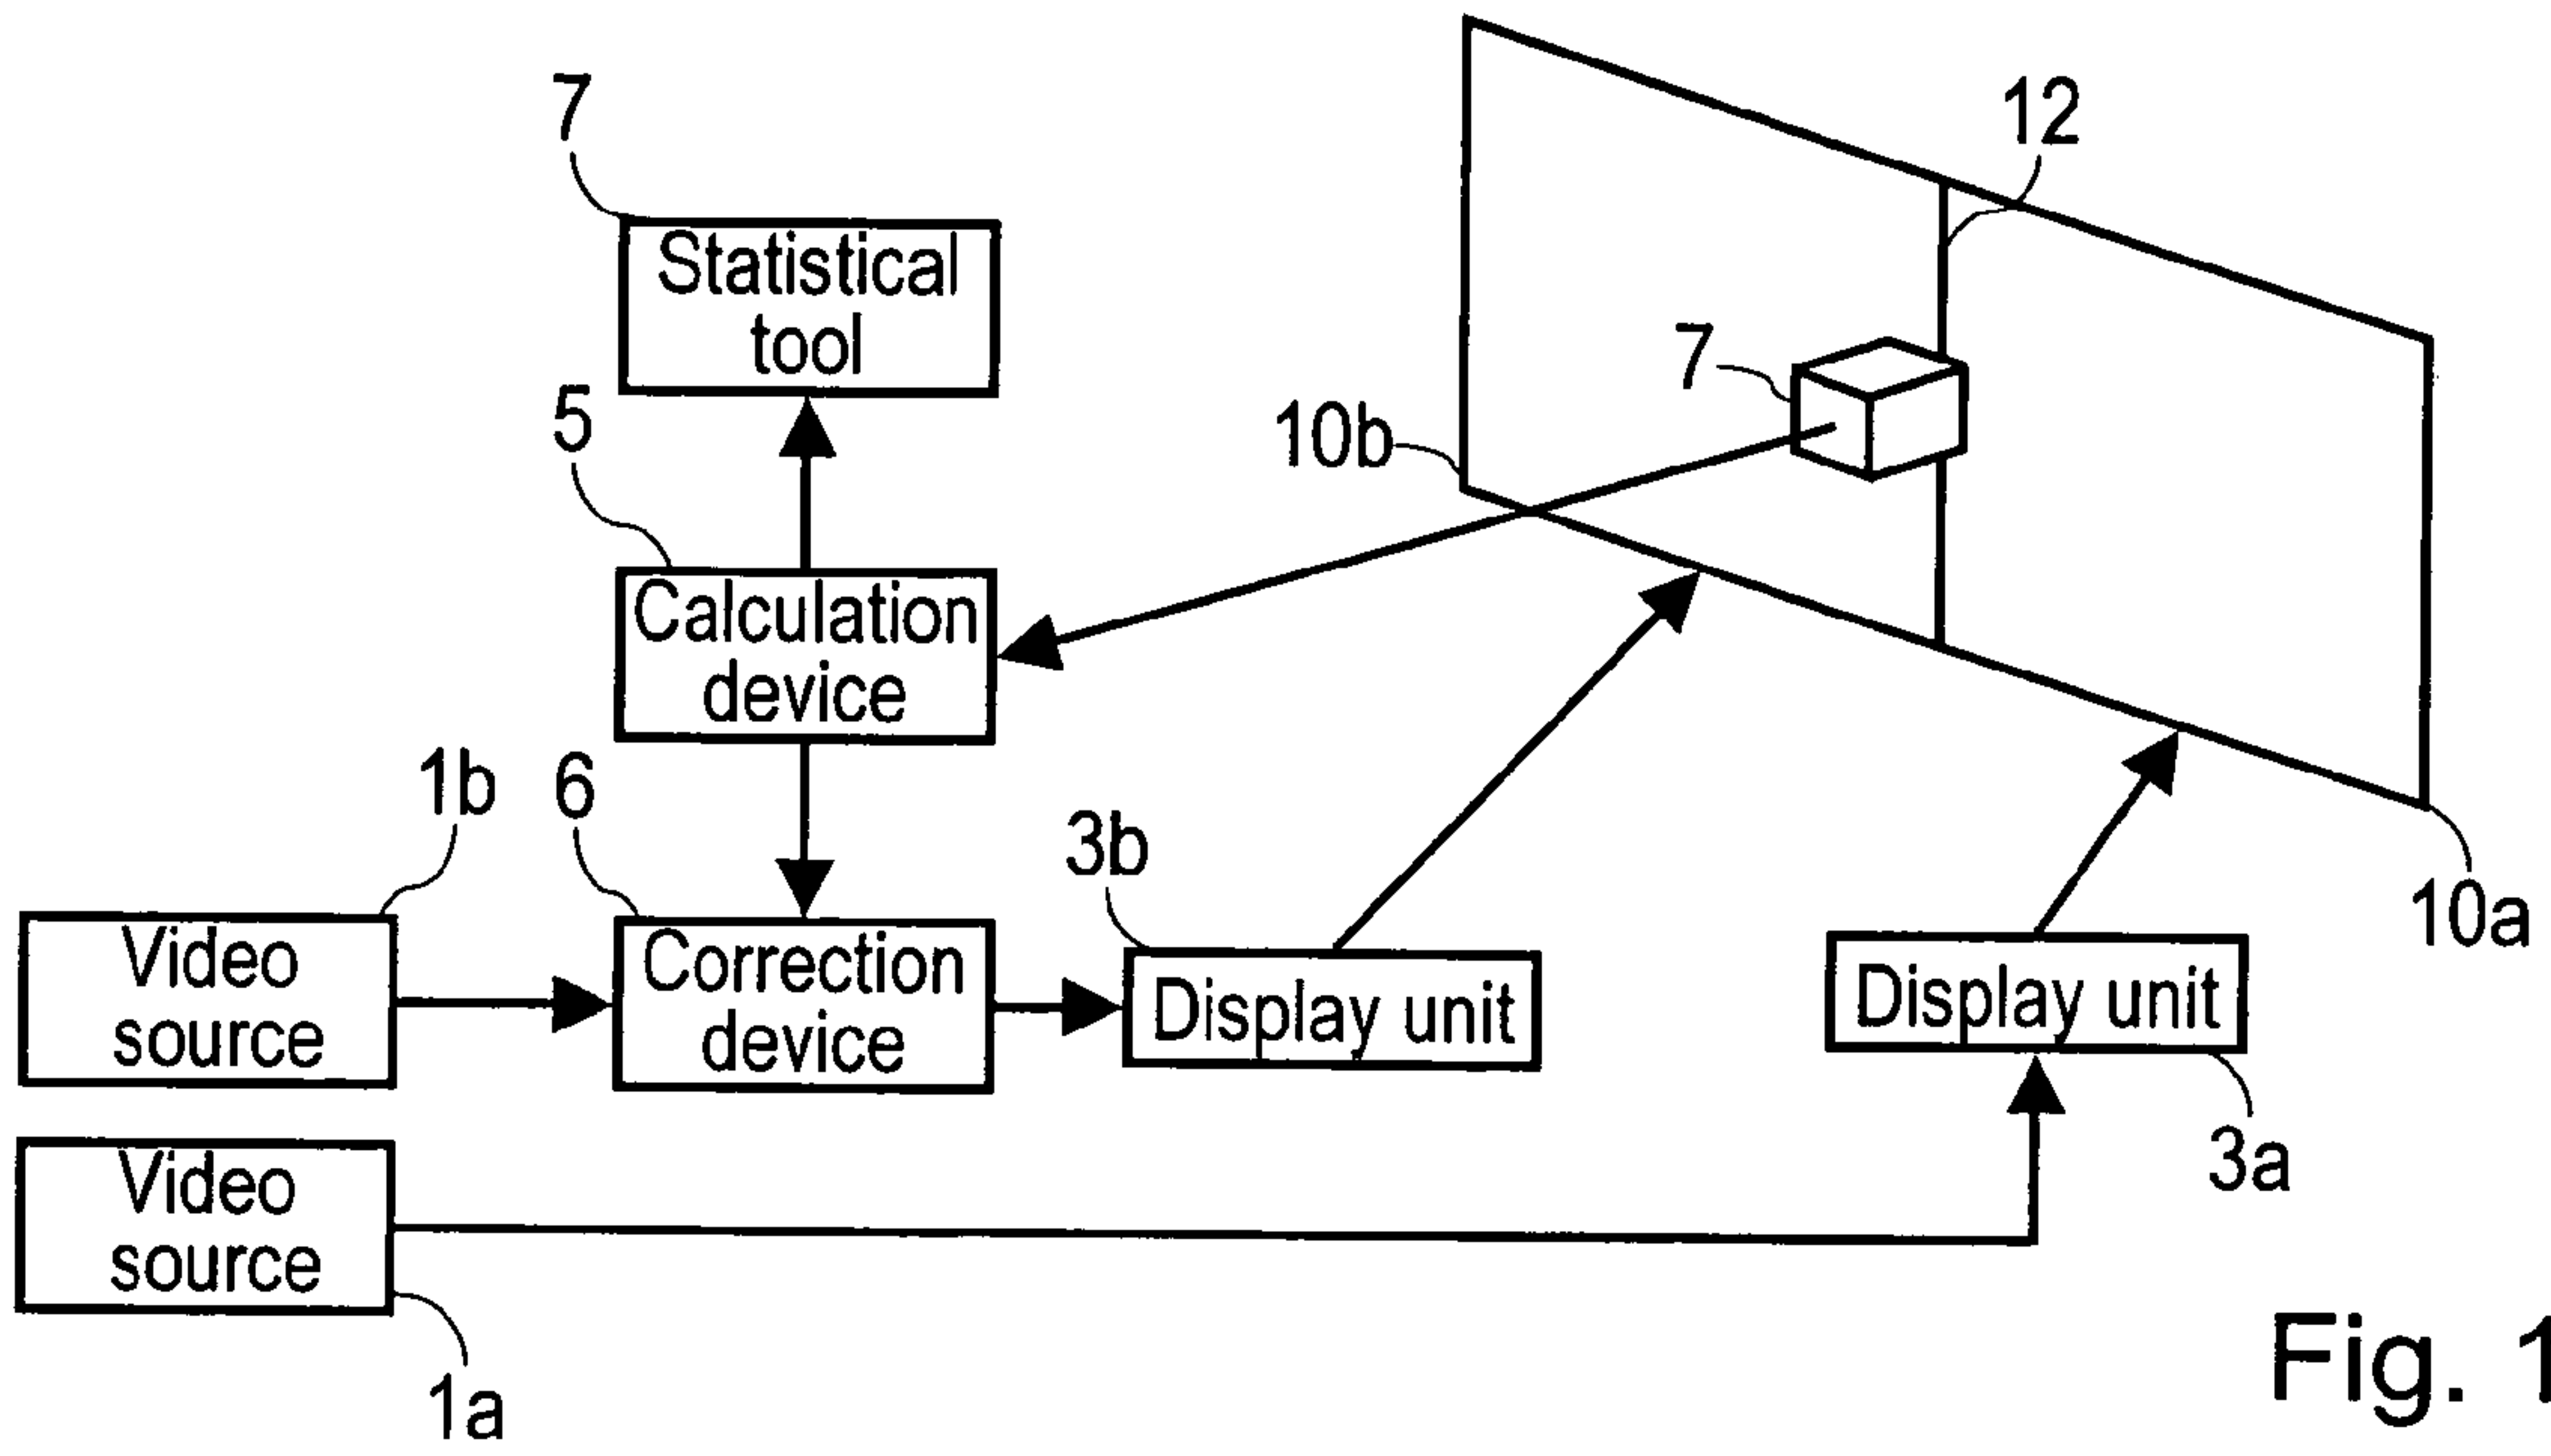 12
7
Statistical
tool
7
10b
5
Calculation
device
1b
6
3b
10a
Video
source
Correction
device
Display unit
Display unit
3a
Video
source
1a
Fig. 1